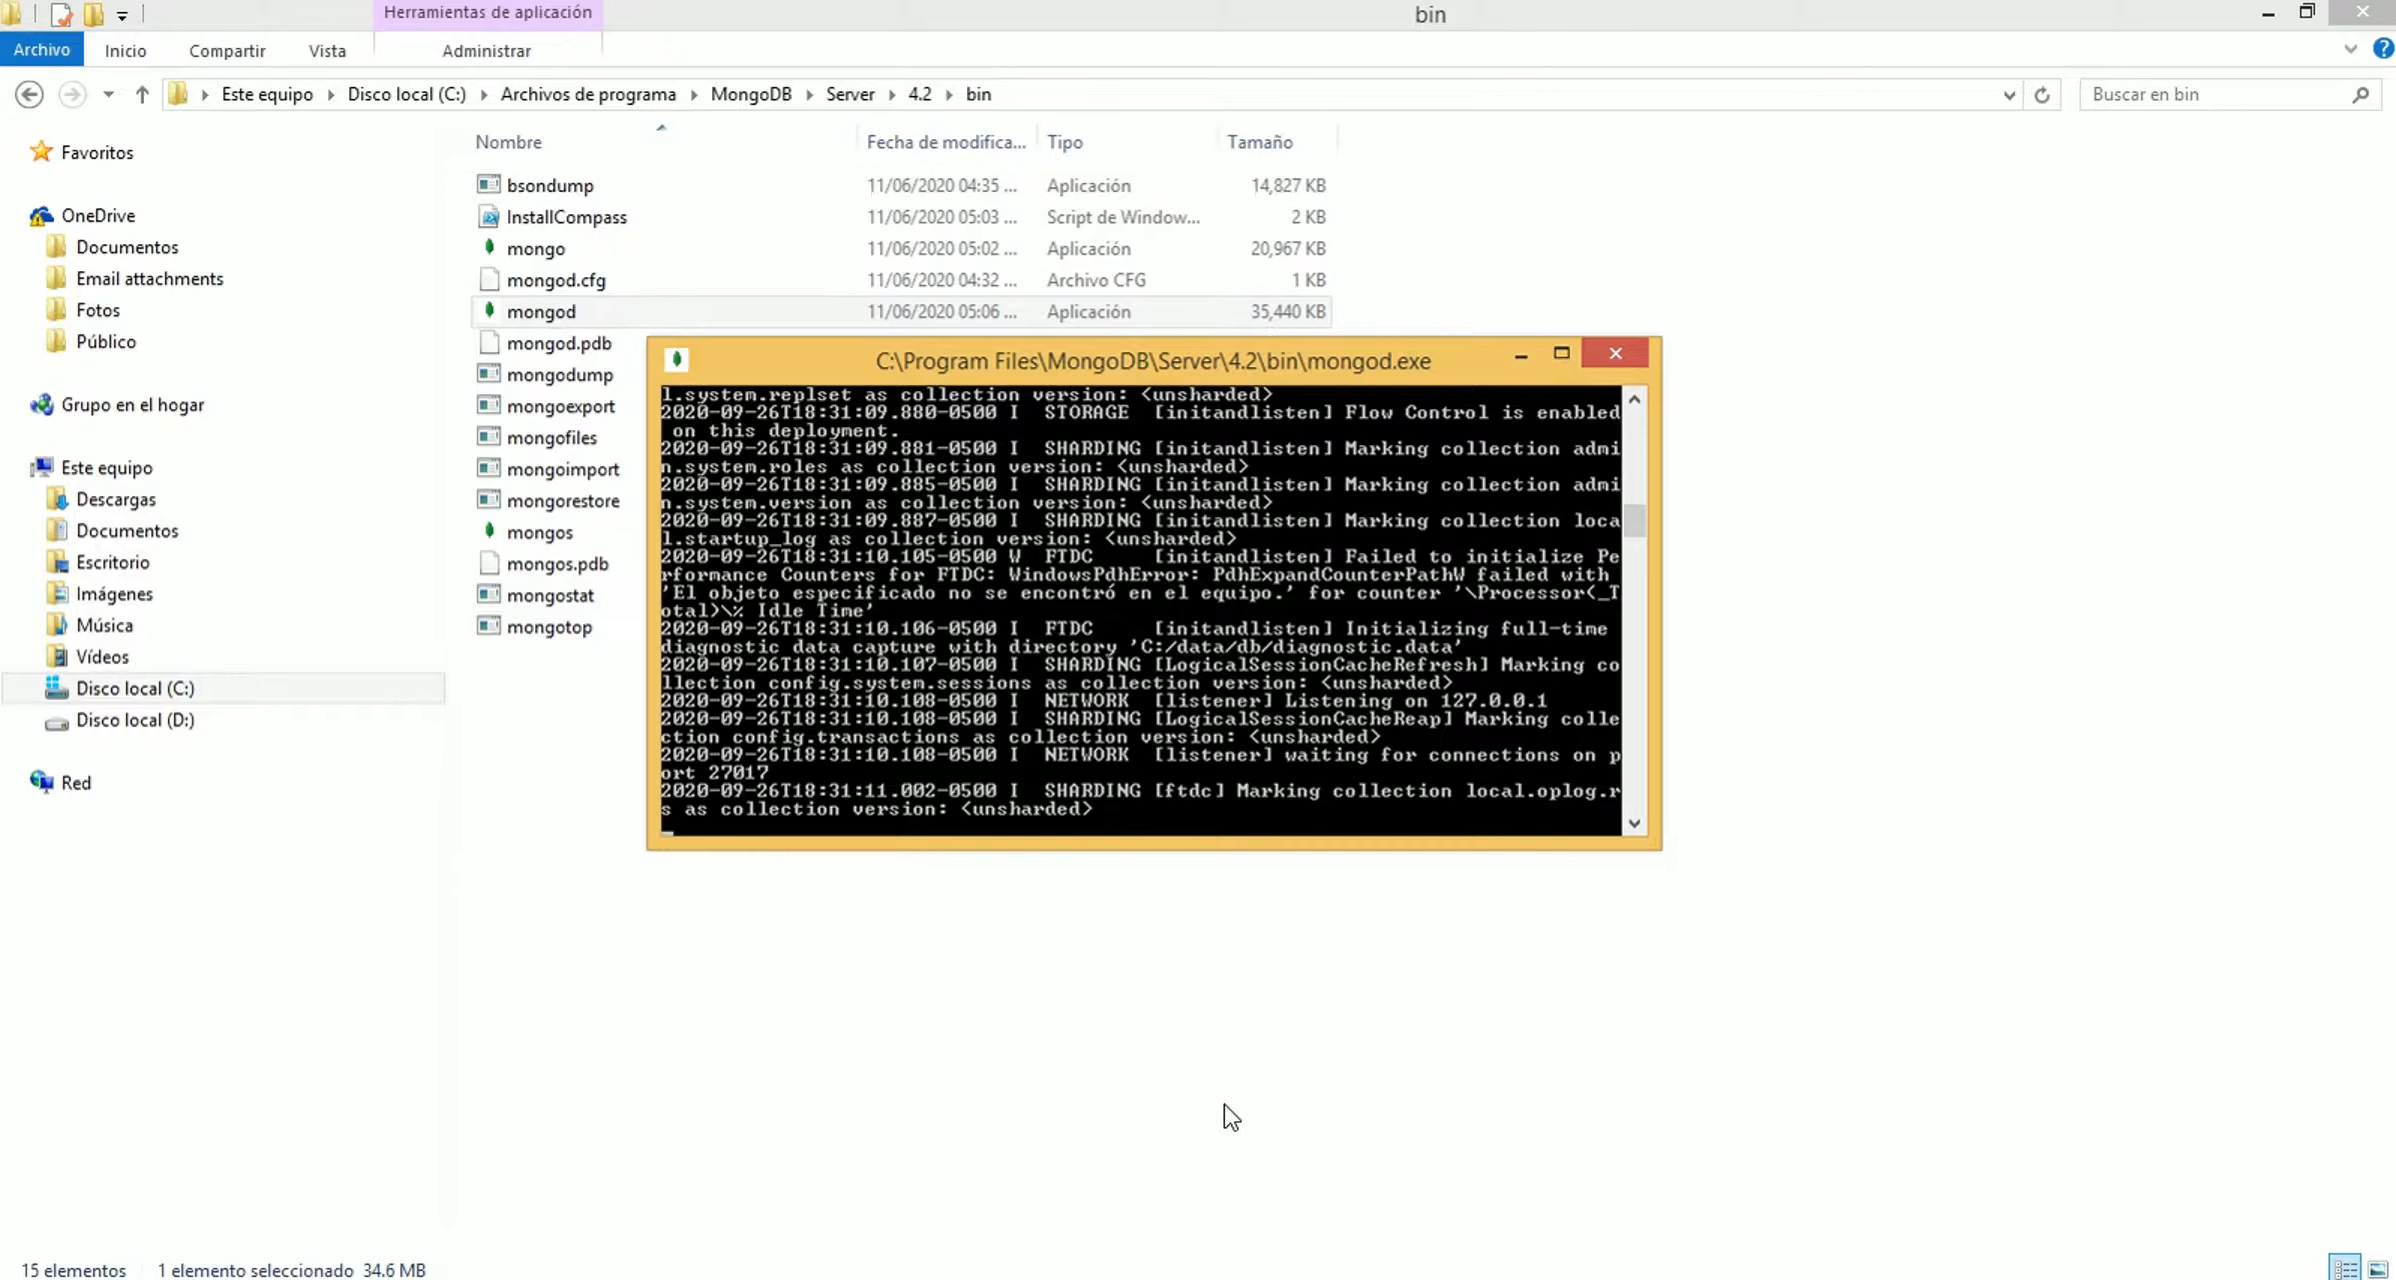 Herramientas de aplicación
bin
Archivo
Inicio
Compartir
Vista
Administrar
Este equipo
Disco local (C:)
Archivos de programa
MongoDB
Server
4.2
bin
Buscar en bin
Nombre
Fecha de modifica...
Tipo
Tamaño
Favoritos
OneDrive
Documentos
Email attachments
Fotos
Público
Grupo en el hogar
Este equipo
Descargas
Documentos
Escritorio
Imágenes
Música
Vídeos
Disco local (C:)
Disco local (D:)
Red
bsondump 11/06/2020 04:35 ... Aplicación 14,827 KB
InstallCompass 11/06/2020 05:03 ... Script de Window... 2 KB
mongo 11/06/2020 05:02 ... Aplicación 20,967 KB
mongod.cfg 11/06/2020 04:32 ... Archivo CFG 1 KB
mongod 11/06/2020 05:06 ... Aplicación 35,440 KB
mongod.pdb
mongodump
mongoexport
mongofiles
mongoimport
mongorestore
mongos
mongos.pdb
mongostat
mongotop
C:\Program Files\MongoDB\Server\4.2\bin\mongod.exe
l.system.replset as collection version: <unsharded>
2020-09-26T18:31:09.880-0500 I  STORAGE  [initandlisten] Flow Control is enabled
 on this deployment.
2020-09-26T18:31:09.881-0500 I  SHARDING [initandlisten] Marking collection admi
n.system.roles as collection version: <unsharded>
2020-09-26T18:31:09.885-0500 I  SHARDING [initandlisten] Marking collection admi
n.system.version as collection version: <unsharded>
2020-09-26T18:31:09.887-0500 I  SHARDING [initandlisten] Marking collection loca
l.startup_log as collection version: <unsharded>
2020-09-26T18:31:10.105-0500 W  FTDC     [initandlisten] Failed to initialize Pe
rformance Counters for FTDC: WindowsPdhError: PdhExpandCounterPathW failed with
'El objeto especificado no se encontró en el equipo.' for counter '\Processor(_T
otal)\% Idle Time'
2020-09-26T18:31:10.106-0500 I  FTDC     [initandlisten] Initializing full-time
diagnostic data capture with directory 'C:/data/db/diagnostic.data'
2020-09-26T18:31:10.107-0500 I  SHARDING [LogicalSessionCacheRefresh] Marking co
llection config.system.sessions as collection version: <unsharded>
2020-09-26T18:31:10.108-0500 I  NETWORK  [listener] Listening on 127.0.0.1
2020-09-26T18:31:10.108-0500 I  SHARDING [LogicalSessionCacheReap] Marking colle
ction config.transactions as collection version: <unsharded>
2020-09-26T18:31:10.108-0500 I  NETWORK  [listener] waiting for connections on p
ort 27017
2020-09-26T18:31:11.002-0500 I  SHARDING [ftdc] Marking collection local.oplog.r
s as collection version: <unsharded>
15 elementos
1 elemento seleccionado 34.6 MB